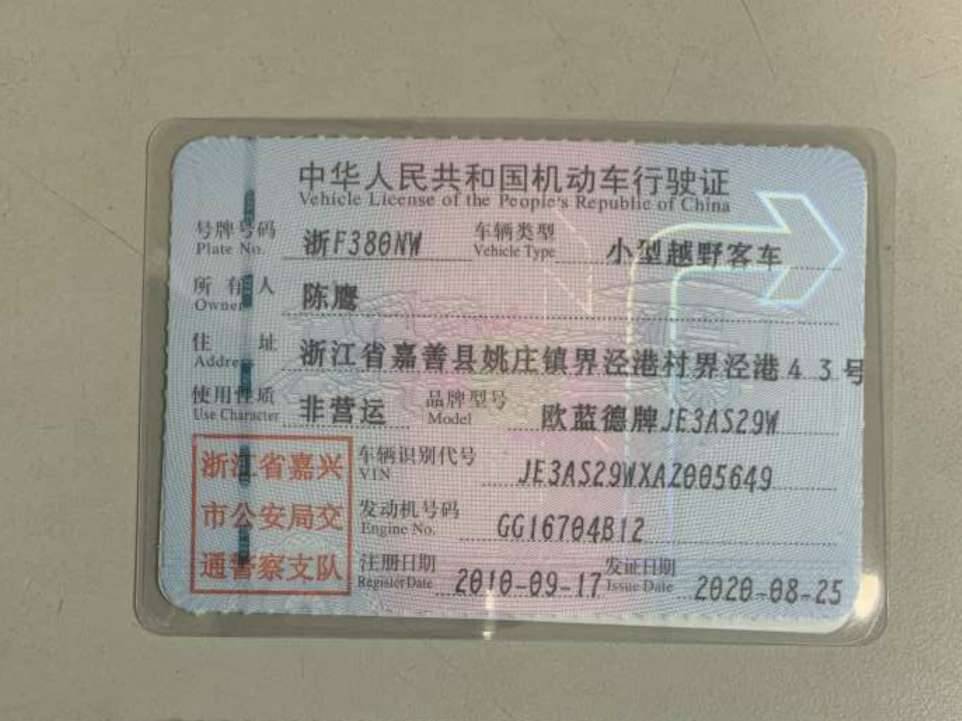 中华人民共和国机动车行驶证
Vehicle License of the People's Republic of China
号牌号码 浙F380NW 车辆类型 小型越野客车
Plate No. Vehicle Type
所有人 陈鹰
Owner
住址 浙江省嘉善县姚庄镇界泾港村界泾港43号
Address
使用性质 非营运 品牌型号 欧蓝德牌JE3AS29W
Use Character Model
浙江省嘉兴 车辆识别代号 JE3AS29WXAZ005649
VIN
市公安局交 发动机号码 GG16704B12
Engine No.
通警察支队 注册日期 2010-09-17 发证日期 2020-08-25
Register Date Issue Date